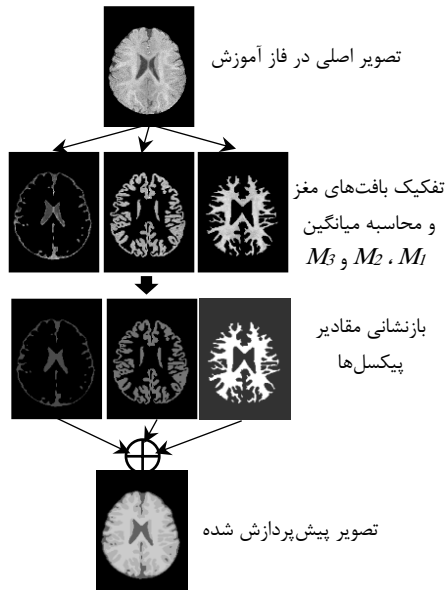 تصویر اصلی در فاز آموزش
تفکیک بافت‌های مغز
و محاسبه میانگین
M1 ، M2 و M3
بازنشانی مقادیر
پیکسل‌ها
تصویر پیش‌پردازش شده